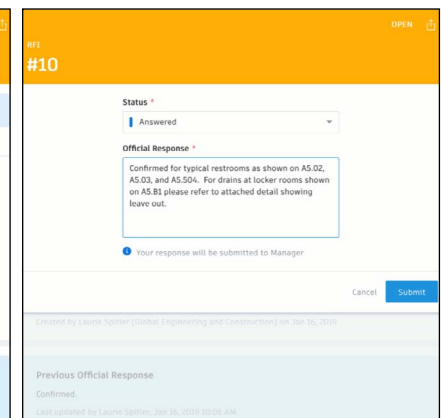 OPEN
RFI
#10
Status *
Answered
Official Response *
Confirmed for typical restrooms as shown on A5.02,
A5.03, and A5.504. For drains at locker rooms shown
on A5.B1 please refer to attached detail showing
leave out.
Your response will be submitted to Manager
Cancel Submit
Created by Laurie Spitler (Global Engineering and Construction) on Jan 16, 2019
Previous Official Response
Confirmed.
Last updated by Laurie Spitler, Jan 16, 2019 10:06 AM